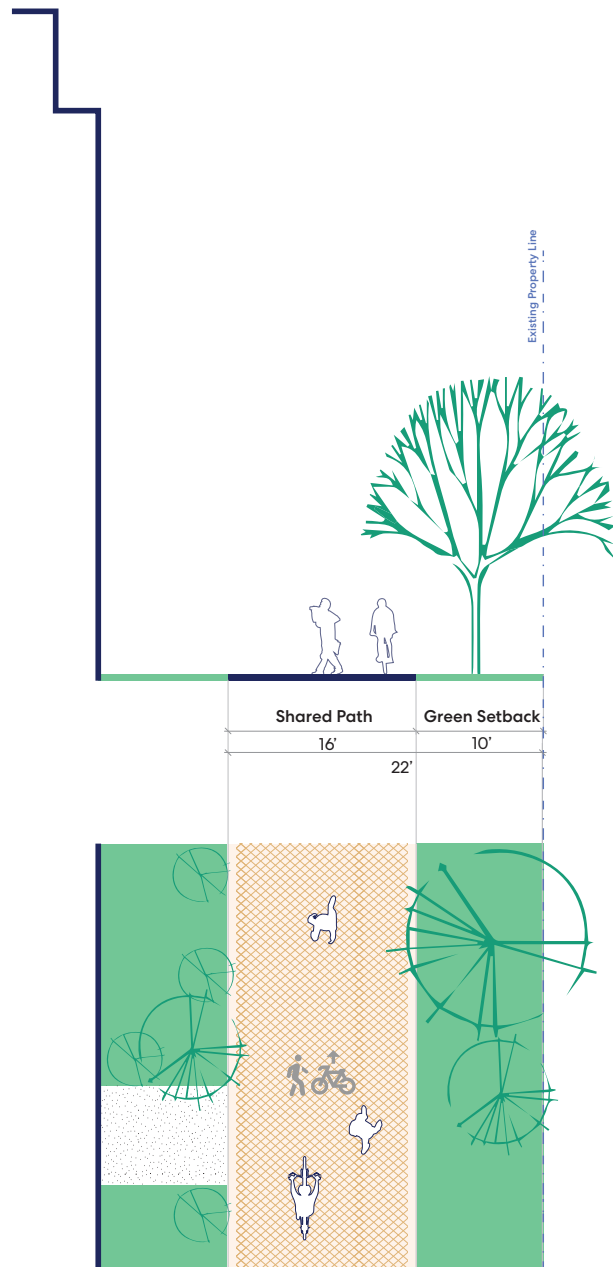 Existing Property Line
Shared Path
Green Setback
16’
10’
22’